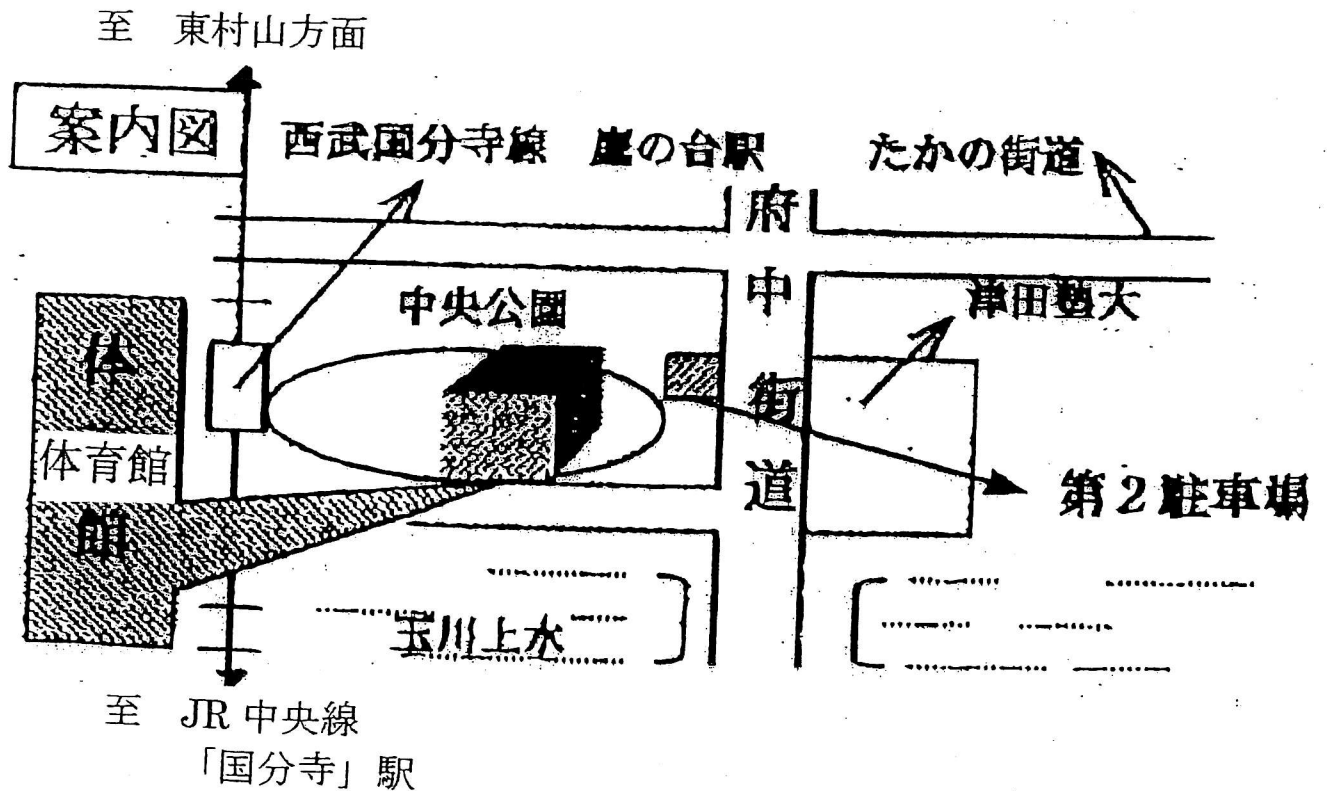 至 東村山方面
案内図
西武国分寺線 崖の台駅 たかの街道
府中街道
中央公園
津田塾大
体
体育館
館
第2駐車場
玉川上水
至 JR中央線
「国分寺」駅